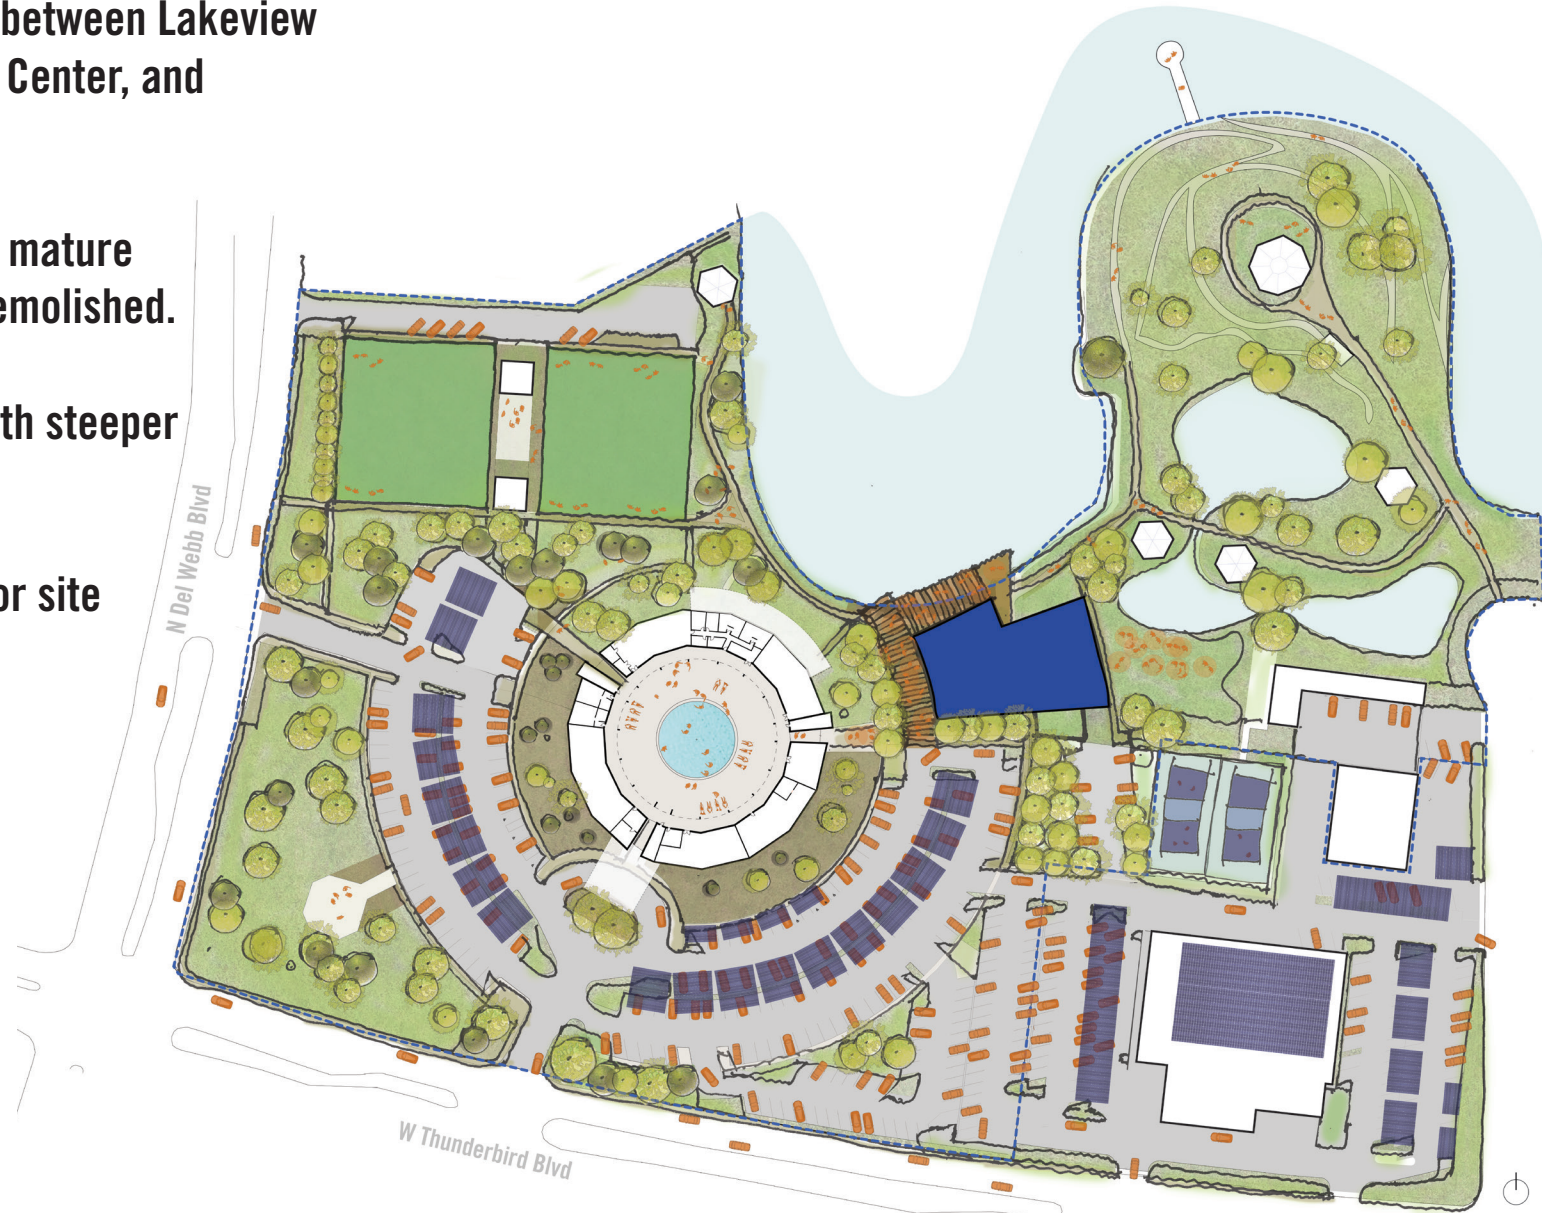 between Lakeview
Center, and
mature
emolished.
th steeper
or site
N Del Webb Blvd
W Thunderbird Blvd